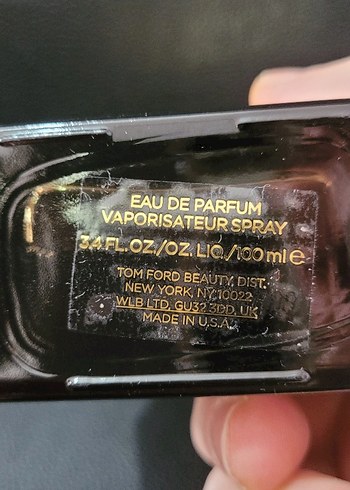 EAU DE PARFUM
VAPORISATEUR SPRAY
3.4 FL.OZ./OZ. LIQ./100 ml e
TOM FORD BEAUTY, DIST.
NEW YORK, NY 10022
WLB LTD, GU32 3DD, UK
MADE IN U.S.A.